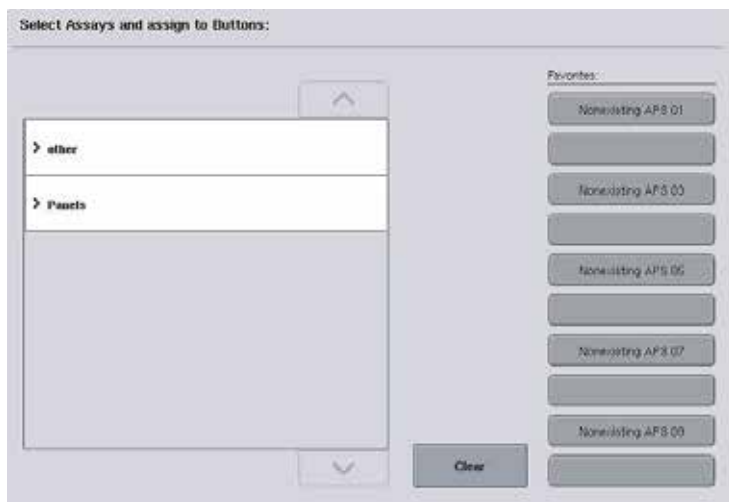 Select Assays and assign to Buttons:
Favorites:
Nonexisting APS 01
> other
Nonexisting APS 03
> Panels
Nonexisting APS 05
Nonexisting APS 07
Nonexisting APS 09
Clear